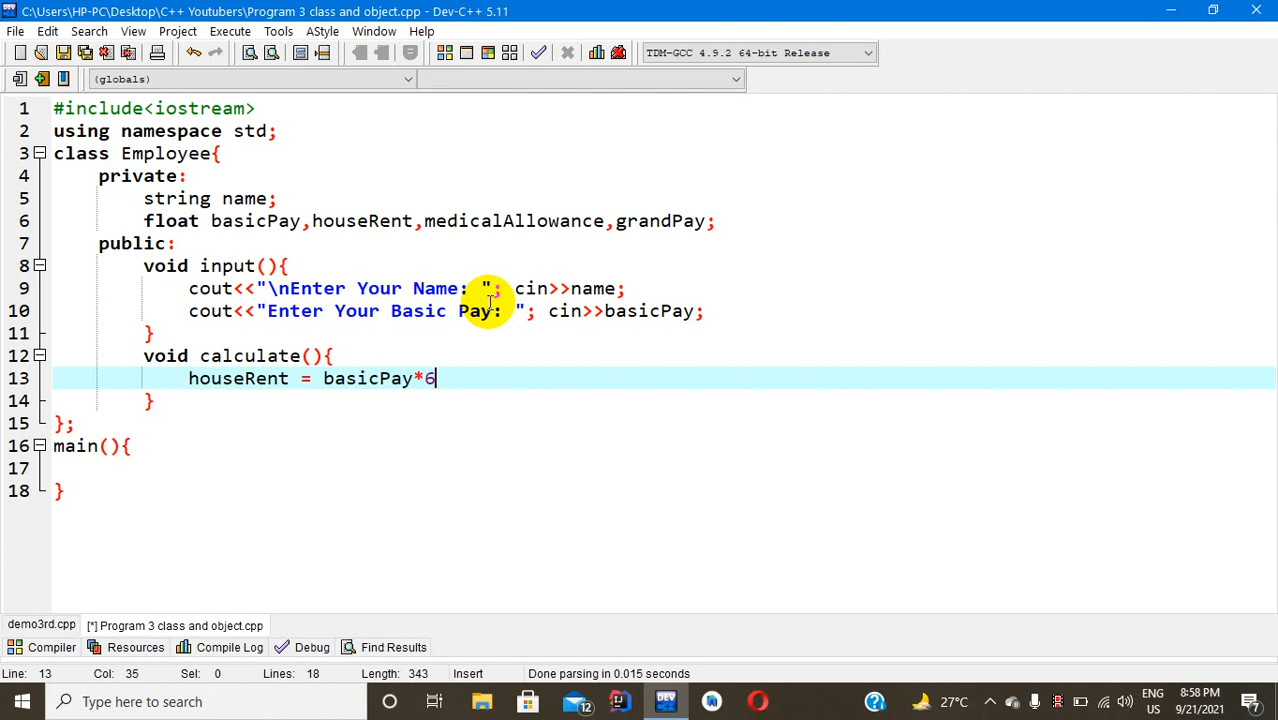 C:\Users\HP-PC\Desktop\C++ Youtubers\Program 3 class and object.cpp - Dev-C++ 5.11
File Edit Search View Project Execute Tools AStyle Window Help
TDM-GCC 4.9.2 64-bit Release
(globals)
1 #include<iostream>
2 using namespace std;
3 class Employee{
4 private:
5 string name;
6 float basicPay,houseRent,medicalAllowance,grandPay;
7 public:
8 void input(){
9 cout<<"\nEnter Your Name: "; cin>>name;
10 cout<<"Enter Your Basic Pay: "; cin>>basicPay;
11 }
12 void calculate(){
13 houseRent = basicPay*6
14 }
15 };
16 main(){
17
18 }
demo3rd.cpp [*] Program 3 class and object.cpp
Compiler Resources Compile Log Debug Find Results
Line: 13 Col: 35 Sel: 0 Lines: 18 Length: 343 Insert Done parsing in 0.015 seconds
Type here to search 12 DEV 27°C ENG US 8:58 PM 9/21/2021 7